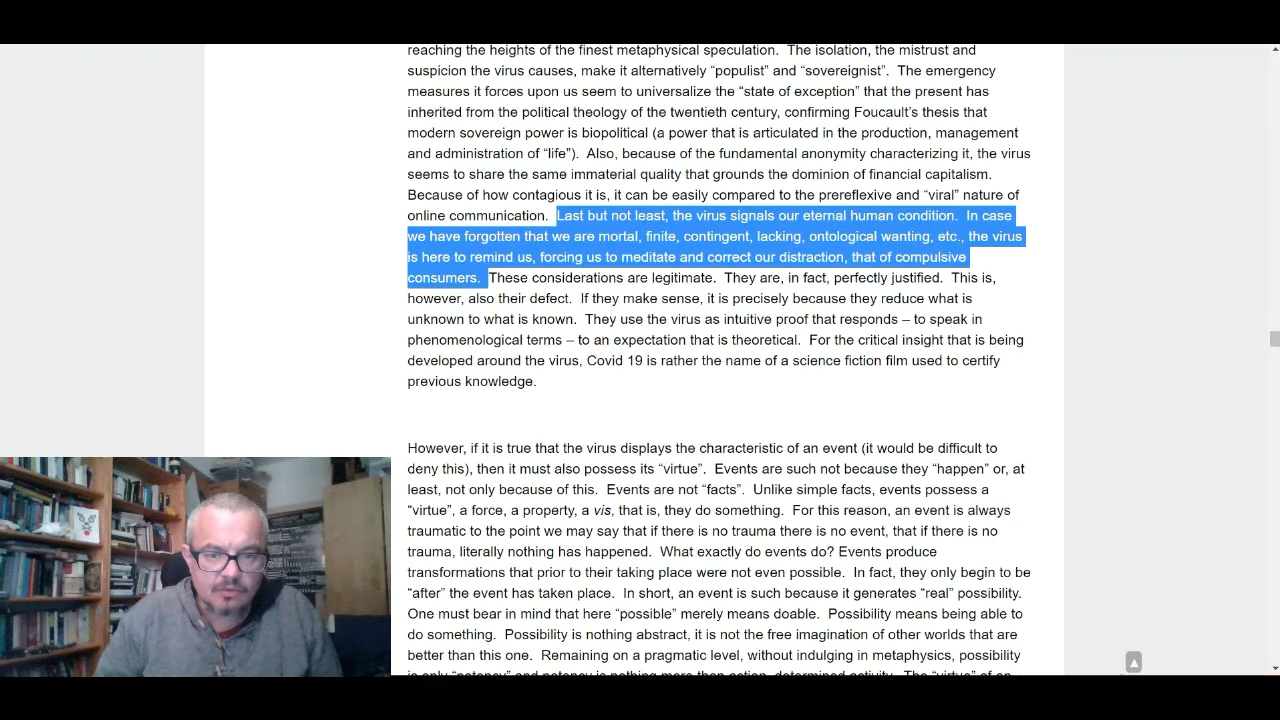 reaching the heights of the finest metaphysical speculation.  The isolation, the mistrust and
suspicion the virus causes, make it alternatively “populist” and “sovereignist”.  The emergency
measures it forces upon us seem to universalize the “state of exception” that the present has
inherited from the political theology of the twentieth century, confirming Foucault’s thesis that
modern sovereign power is biopolitical (a power that is articulated in the production, management
and administration of “life”).  Also, because of the fundamental anonymity characterizing it, the virus
seems to share the same immaterial quality that grounds the dominion of financial capitalism.
Because of how contagious it is, it can be easily compared to the prereflexive and “viral” nature of
online communication.  Last but not least, the virus signals our eternal human condition.  In case
we have forgotten that we are mortal, finite, contingent, lacking, ontological wanting, etc., the virus
is here to remind us, forcing us to meditate and correct our distraction, that of compulsive
consumers.  These considerations are legitimate.  They are, in fact, perfectly justified.  This is,
however, also their defect.  If they make sense, it is precisely because they reduce what is
unknown to what is known.  They use the virus as intuitive proof that responds – to speak in
phenomenological terms – to an expectation that is theoretical.  For the critical insight that is being
developed around the virus, Covid 19 is rather the name of a science fiction film used to certify
previous knowledge.
However, if it is true that the virus displays the characteristic of an event (it would be difficult to
deny this), then it must also possess its “virtue”.  Events are such not because they “happen” or, at
least, not only because of this.  Events are not “facts”.  Unlike simple facts, events possess a
“virtue”, a force, a property, a vis, that is, they do something.  For this reason, an event is always
traumatic to the point we may say that if there is no trauma there is no event, that if there is no
trauma, literally nothing has happened.  What exactly do events do? Events produce
transformations that prior to their taking place were not even possible.  In fact, they only begin to be
“after” the event has taken place.  In short, an event is such because it generates “real” possibility.
One must bear in mind that here “possible” merely means doable.  Possibility means being able to
do something.  Possibility is nothing abstract, it is not the free imagination of other worlds that are
better than this one.  Remaining on a pragmatic level, without indulging in metaphysics, possibility
is only “potency” and potency is nothing more than action, determined activity.  The “virtue” of an